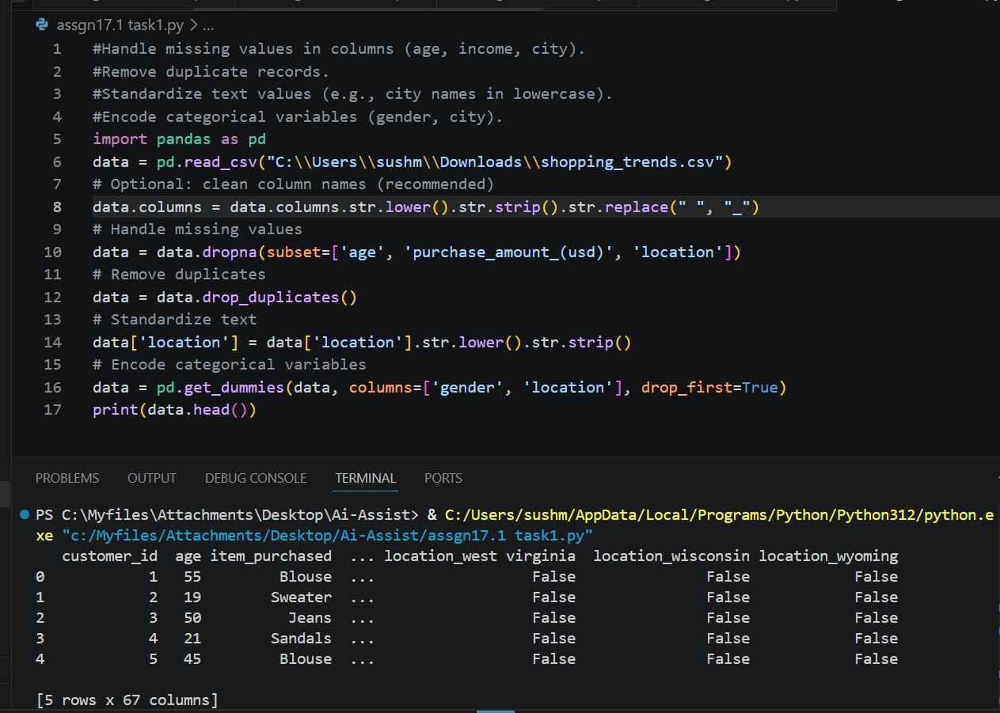 assgn17.1 task1.py > ...
1 #Handle missing values in columns (age, income, city).
2 #Remove duplicate records.
3 #Standardize text values (e.g., city names in lowercase).
4 #Encode categorical variables (gender, city).
5 import pandas as pd
6 data = pd.read_csv("C:\\Users\\sushm\\Downloads\\shopping_trends.csv")
7 # Optional: clean column names (recommended)
8 data.columns = data.columns.str.lower().str.strip().str.replace(" ", "_")
9 # Handle missing values
10 data = data.dropna(subset=['age', 'purchase_amount_(usd)', 'location'])
11 # Remove duplicates
12 data = data.drop_duplicates()
13 # Standardize text
14 data['location'] = data['location'].str.lower().str.strip()
15 # Encode categorical variables
16 data = pd.get_dummies(data, columns=['gender', 'location'], drop_first=True)
17 print(data.head())
PROBLEMS OUTPUT DEBUG CONSOLE TERMINAL PORTS
PS C:\Myfiles\Attachments\Desktop\Ai-Assist> & C:/Users/sushm/AppData/Local/Programs/Python/Python312/python.e
xe "c:/Myfiles/Attachments/Desktop/Ai-Assist/assgn17.1 task1.py"
customer_id age item_purchased ... location_west virginia location_wisconsin location_wyoming
0 1 55 Blouse ... False False False
1 2 19 Sweater ... False False False
2 3 50 Jeans ... False False False
3 4 21 Sandals ... False False False
4 5 45 Blouse ... False False False
[5 rows x 67 columns]